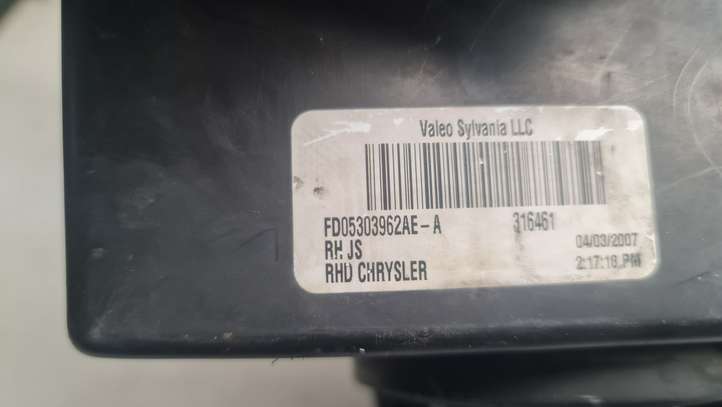 Valeo Sylvania LLC
FD05303962AE-A 316461
RH JS 04/03/2007
RHD CHRYSLER 2:17:18 PM